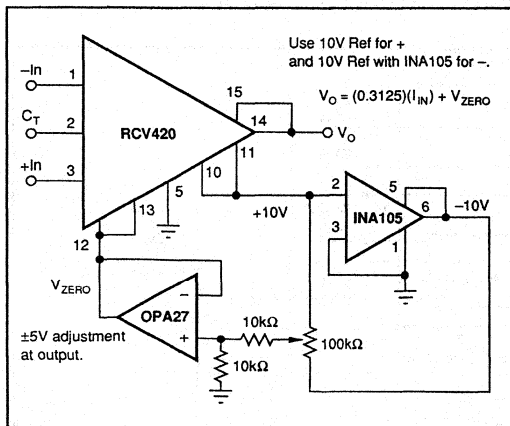 Use 10V Ref for +
and 10V Ref with INA105 for –.
V_O = (0.3125)(I_IN) + V_ZERO
–In
1
C_T
2
+In
3
RCV420
15
14
V_O
11
10
5
13
12
+10V
2
5
6
–10V
INA105
3
1
V_ZERO
–
OPA27
+
±5V adjustment
at output.
10kΩ
10kΩ
100kΩ